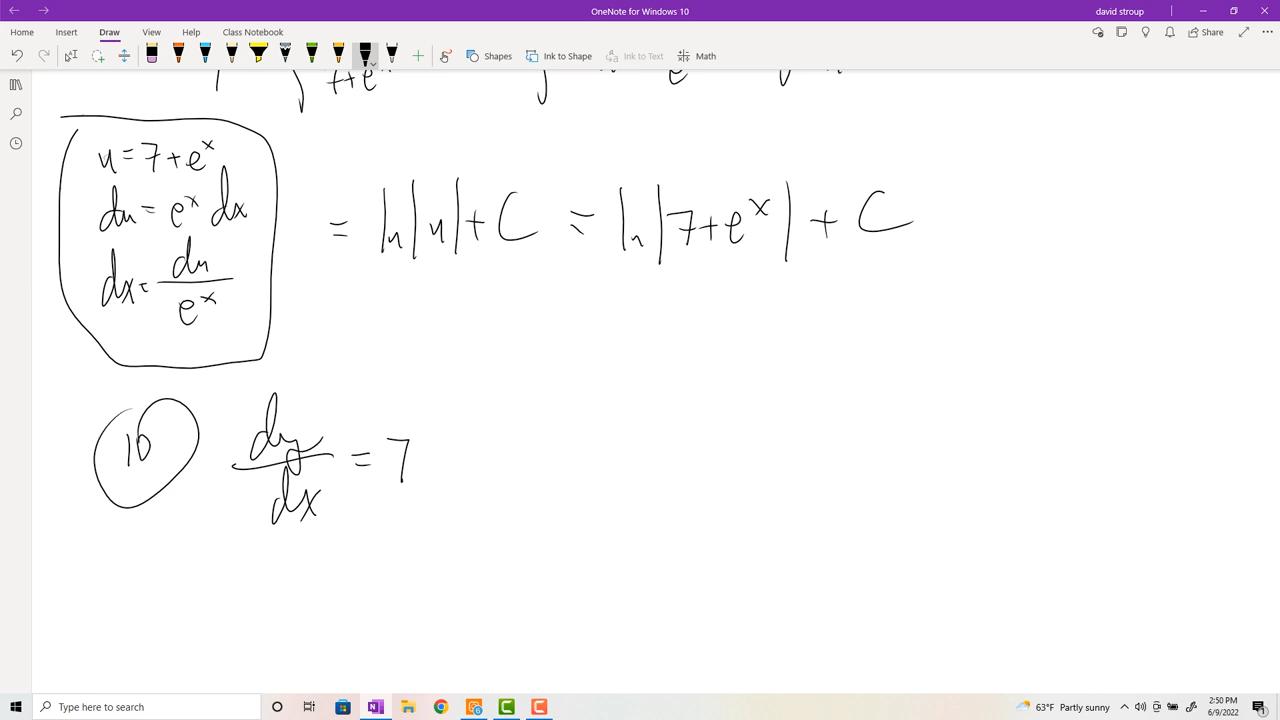 OneNote for Windows 10
david stroup
Home Insert Draw View Help Class Notebook
Share
Shapes Ink to Shape Ink to Text Math
7+e^x
u = 7 + e^x
du = e^x dx
dx = du/e^x
= ln|u| + C = ln|7+e^x| + C
10 dy/dx = 7
Type here to search
63°F Partly sunny
2:50 PM
6/9/2022